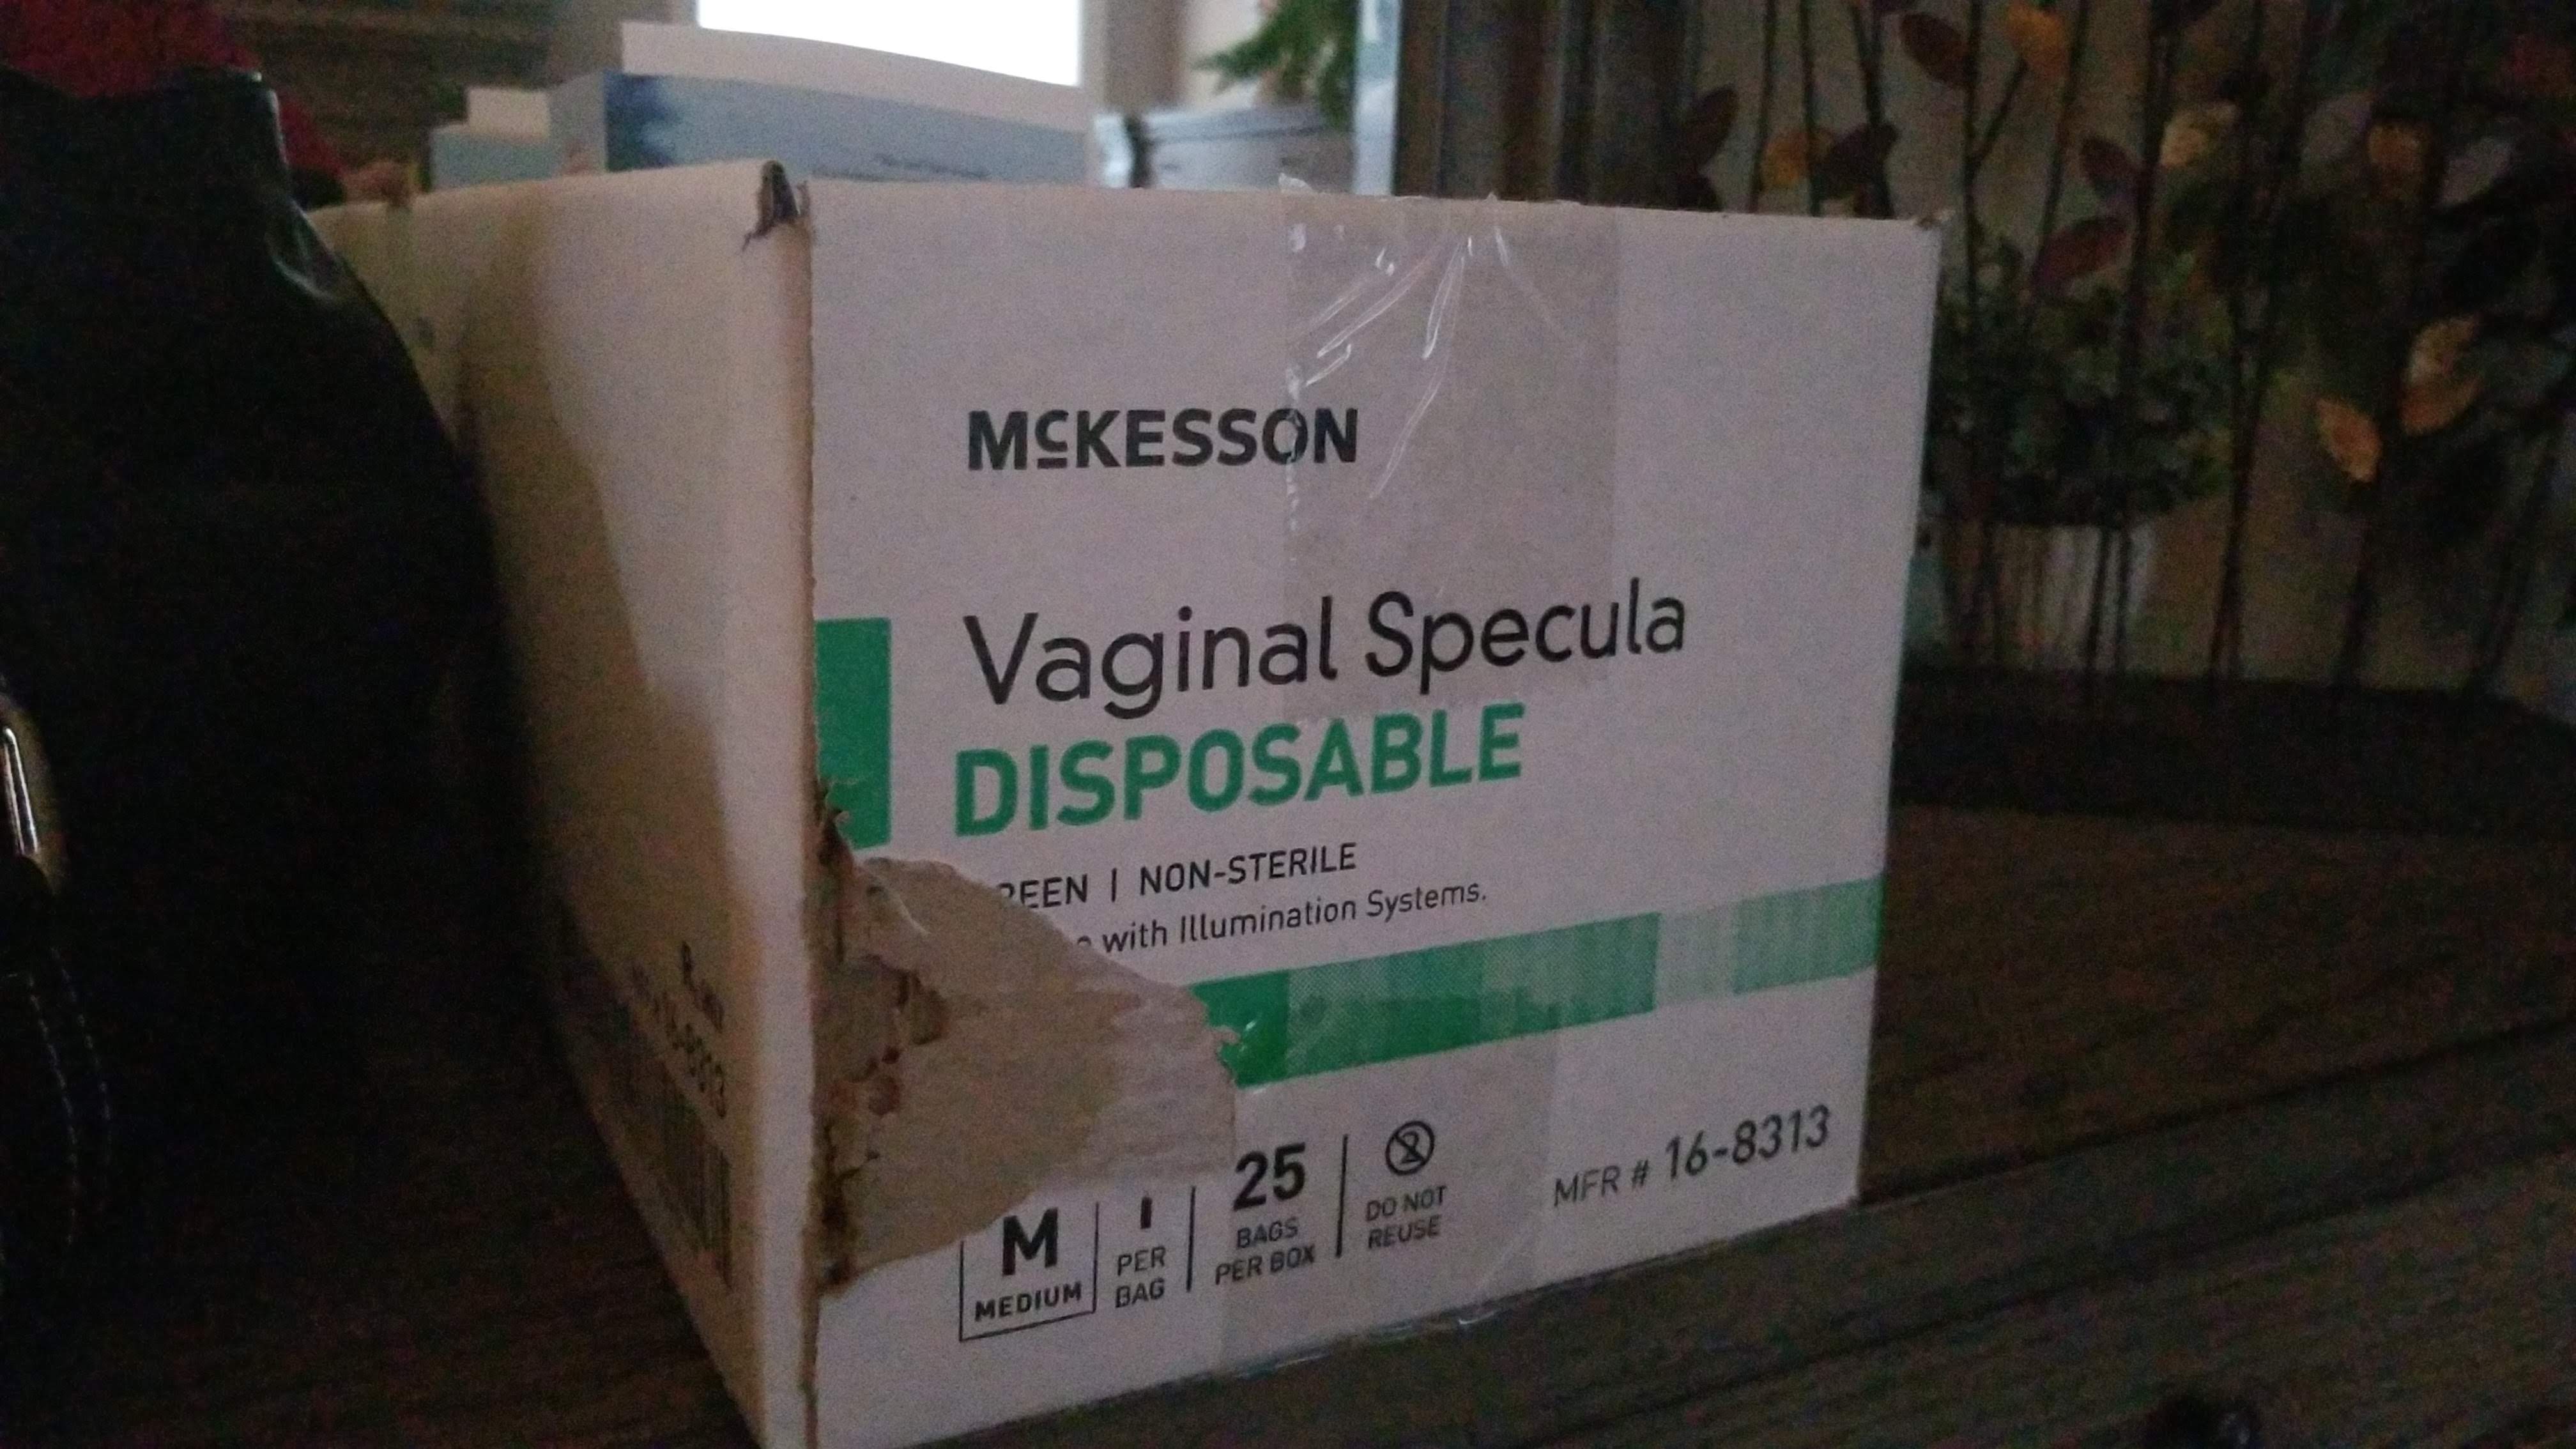 McKESSON
Vaginal Specula
DISPOSABLE
NON-STERILE
with Illumination Systems.
M
MEDIUM
PER
BAG
25
BAGS
PER BOX
DO NOT
REUSE
MFR # 16-8313